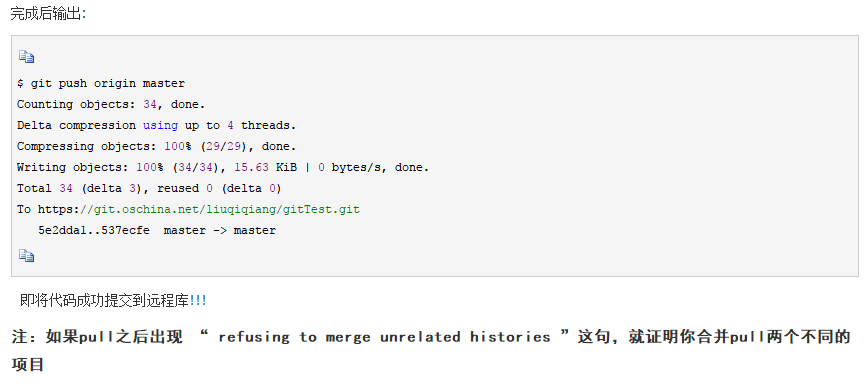 完成后输出:
$ git push origin master
Counting objects: 34, done.
Delta compression using up to 4 threads.
Compressing objects: 100% (29/29), done.
Writing objects: 100% (34/34), 15.63 KiB | 0 bytes/s, done.
Total 34 (delta 3), reused 0 (delta 0)
To https://git.oschina.net/liuqiqiang/gitTest.git
   5e2dda1..537ecfe  master -> master
即将代码成功提交到远程库!!!
注：如果pull之后出现 “ refusing to merge unrelated histories ”这句，就证明你合并pull两个不同的
项目